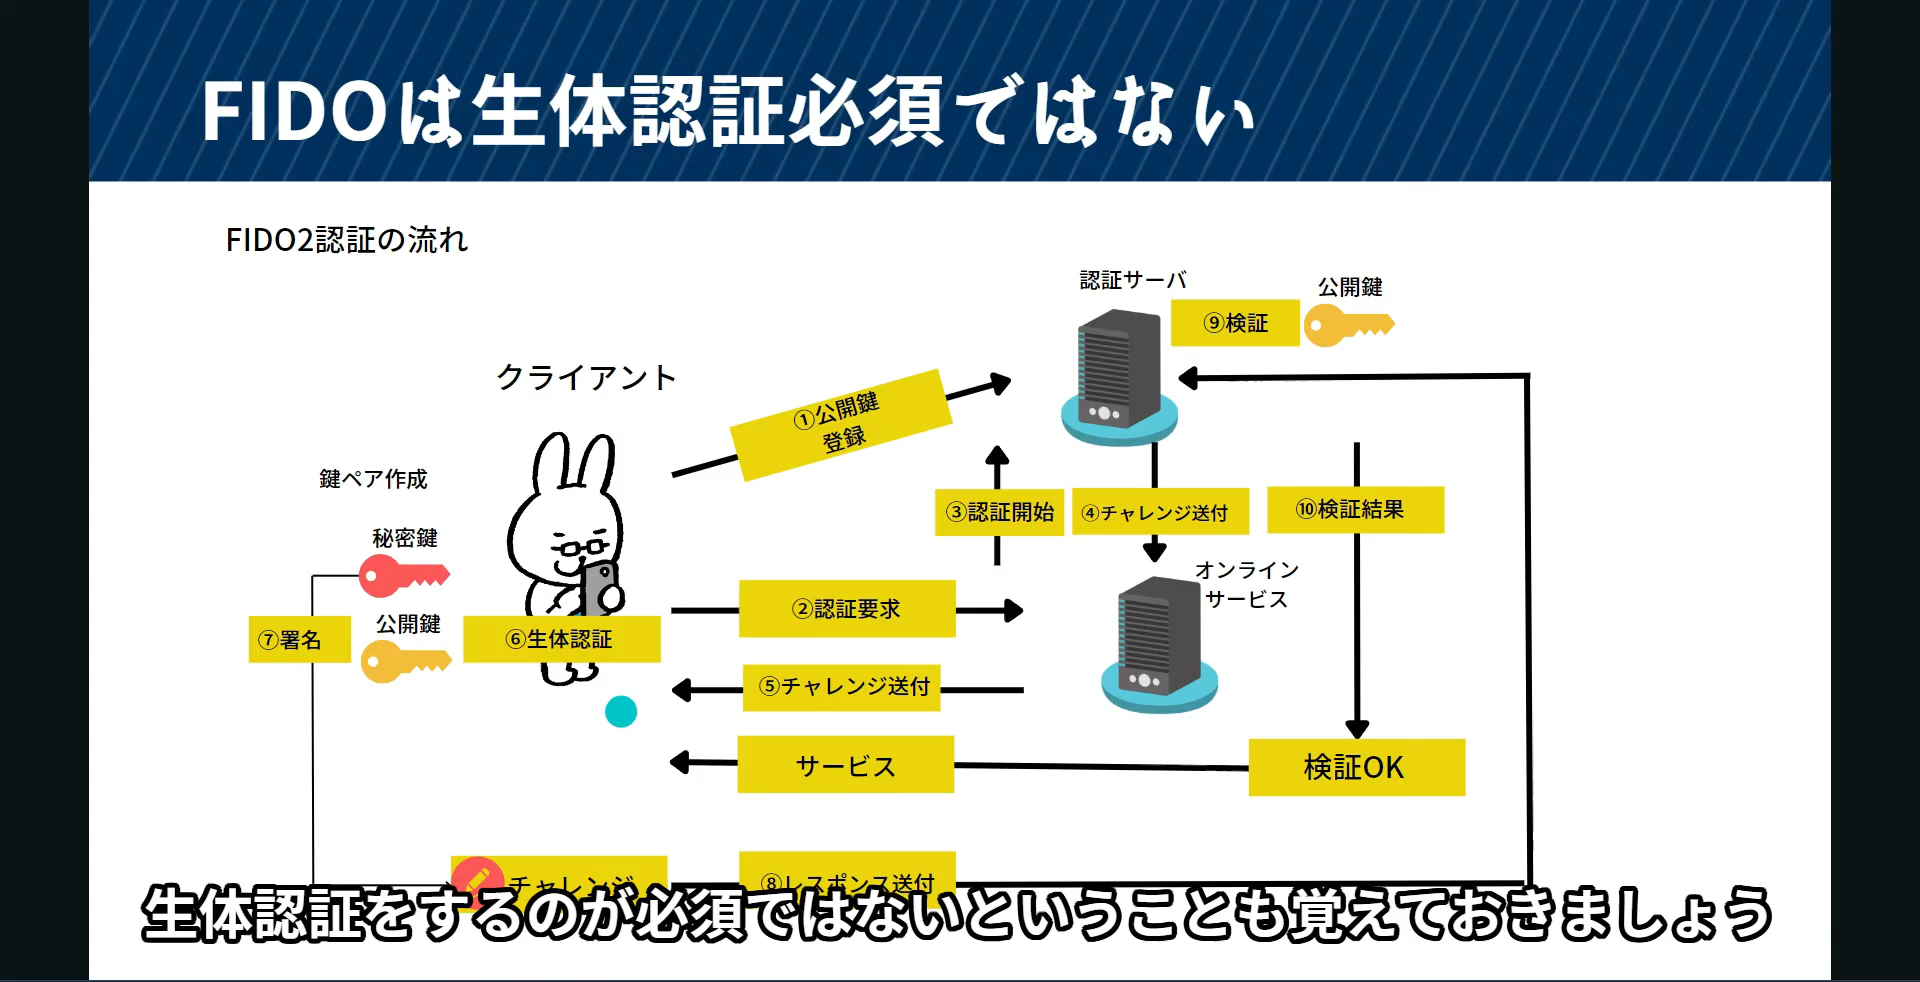 FIDOは生体認証必須ではない
FIDO2認証の流れ
認証サーバ
公開鍵
⑨検証
クライアント
①公開鍵
登録
鍵ペア作成
秘密鍵
③認証開始
④チャレンジ送付
⑩検証結果
オンライン
サービス
②認証要求
公開鍵
⑦署名
⑥生体認証
⑤チャレンジ送付
サービス
検証OK
チャレンジ
⑧レスポンス送付
生体認証をするのが必須ではないということも覚えておきましょう